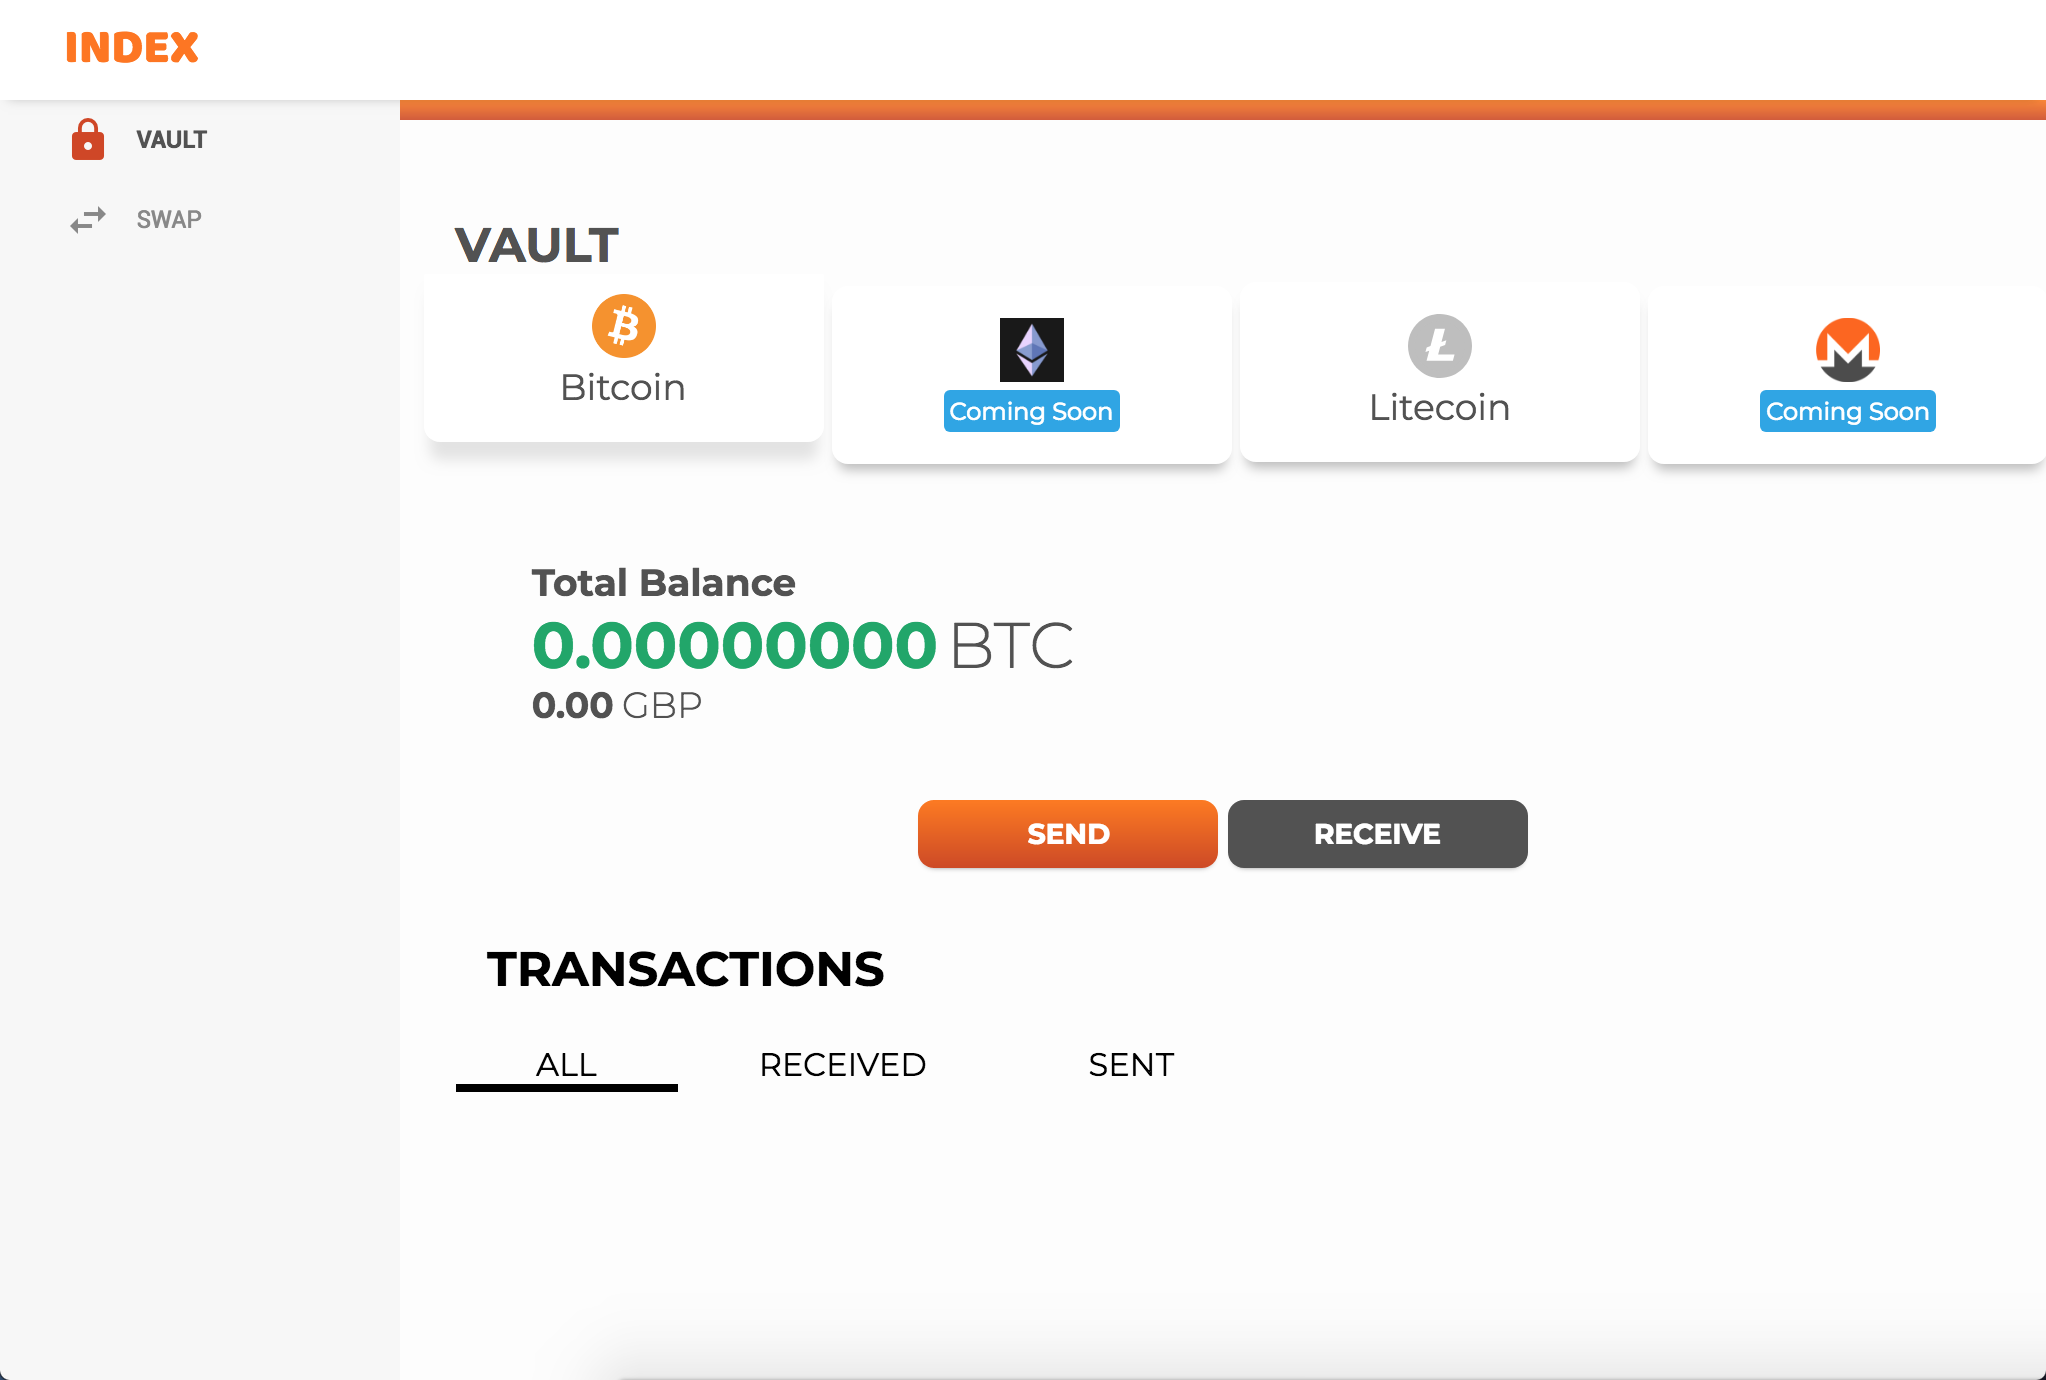 INDEX
VAULT
SWAP
VAULT
Bitcoin
Coming Soon
Litecoin
Coming Soon
Total Balance
0.00000000 BTC
0.00 GBP
SEND
RECEIVE
TRANSACTIONS
ALL
RECEIVED
SENT